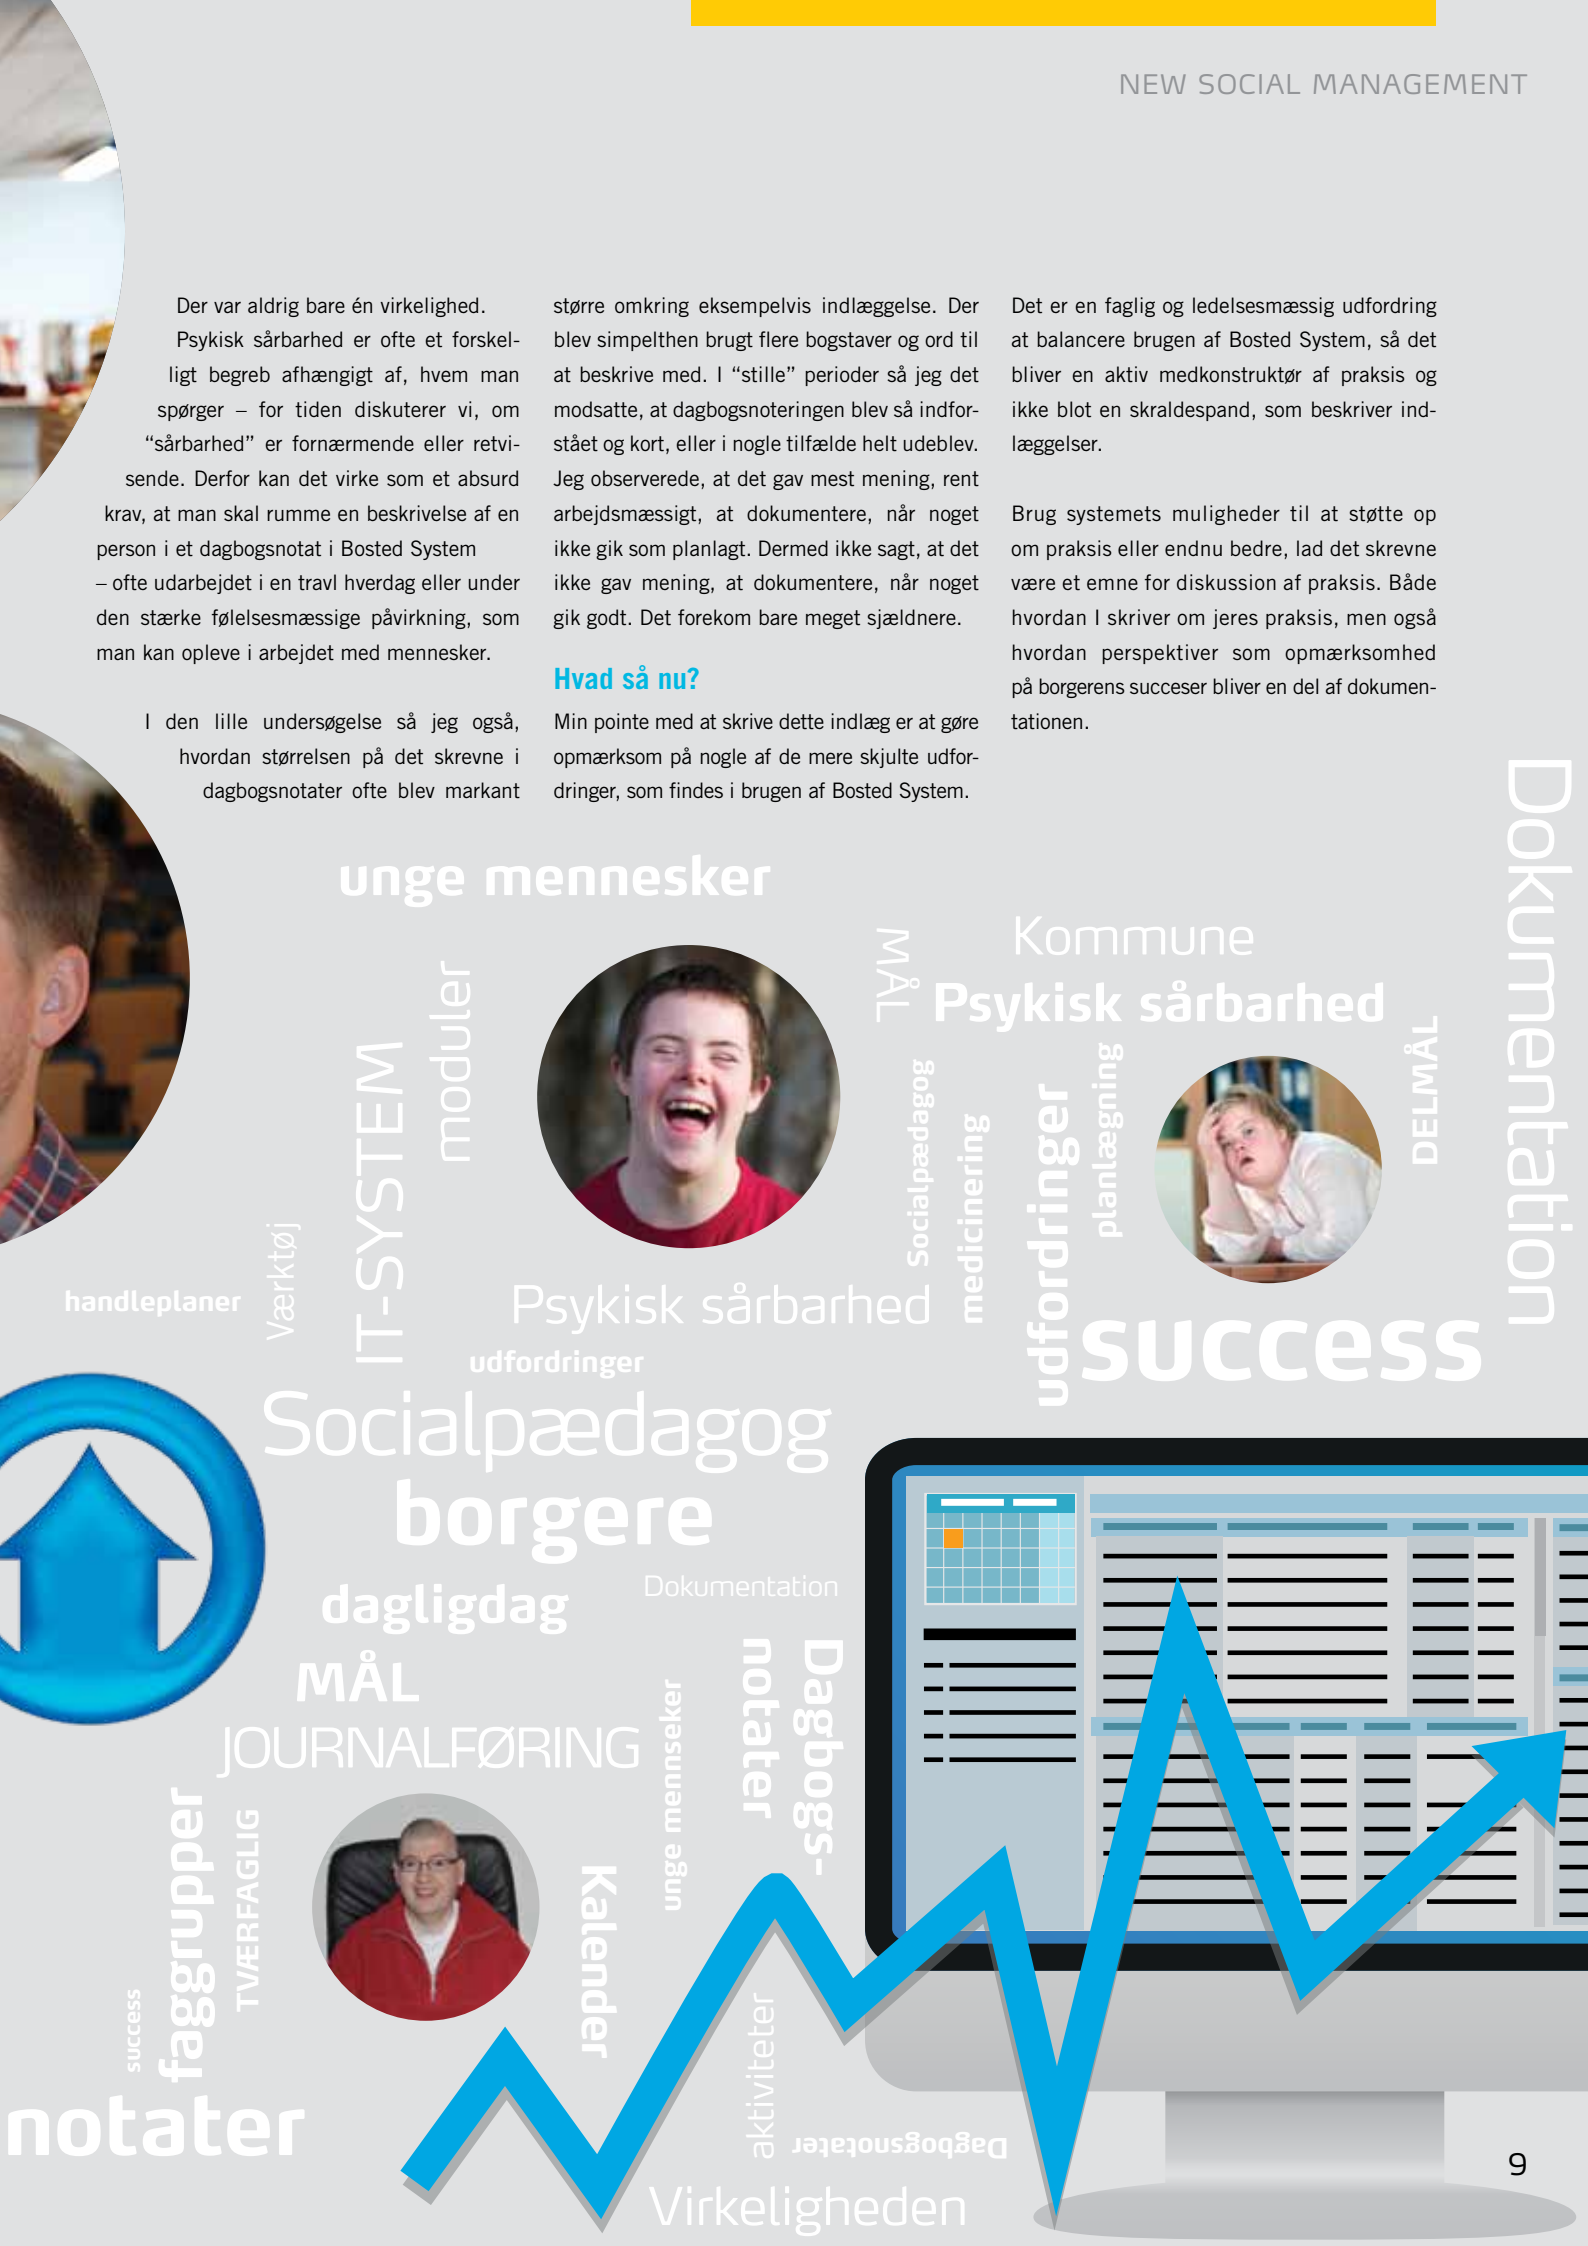 NEW SOCIAL MANAGEMENT
Der var aldrig bare én virkelighed.
Psykisk sårbarhed er ofte et forskel-
ligt begreb afhængigt af, hvem man
spørger – for tiden diskuterer vi, om
“sårbarhed” er fornærmende eller retvi-
sende. Derfor kan det virke som et absurd
krav, at man skal rumme en beskrivelse af en
person i et dagbogsnotat i Bosted System
– ofte udarbejdet i en travl hverdag eller under
den stærke følelsesmæssige påvirkning, som
man kan opleve i arbejdet med mennesker.
I den lille undersøgelse så jeg også,
hvordan størrelsen på det skrevne i
dagbogsnotater ofte blev markant
større omkring eksempelvis indlæggelse. Der
blev simpelthen brugt flere bogstaver og ord til
at beskrive med. I “stille” perioder så jeg det
modsatte, at dagbogsnoteringen blev så indfor-
stået og kort, eller i nogle tilfælde helt udeblev.
Jeg observerede, at det gav mest mening, rent
arbejdsmæssigt, at dokumentere, når noget
ikke gik som planlagt. Dermed ikke sagt, at det
ikke gav mening, at dokumentere, når noget
gik godt. Det forekom bare meget sjældnere.
Hvad så nu?
Min pointe med at skrive dette indlæg er at gøre
opmærksom på nogle af de mere skjulte udfor-
dringer, som findes i brugen af Bosted System.
Det er en faglig og ledelsesmæssig udfordring
at balancere brugen af Bosted System, så det
bliver en aktiv medkonstruktør af praksis og
ikke blot en skraldespand, som beskriver ind-
læggelser.
Brug systemets muligheder til at støtte op
om praksis eller endnu bedre, lad det skrevne
være et emne for diskussion af praksis. Både
hvordan I skriver om jeres praksis, men også
hvordan perspektiver som opmærksomhed
på borgerens succeser bliver en del af dokumen-
tationen.
Dokumentation
unge mennesker
Kommune
MÅL
Psykisk sårbarhed
moduler
IT-SYSTEM
DELMÅL
Socialpædagog
medicinering
udfordringer
planlægning
Værktøj
handleplaner
Psykisk sårbarhed
success
udfordringer
Socialpædagog
borgere
dagligdag
Dokumentation
MÅL
JOURNALFØRING
unge mennseker
Dagbogs-
notater
faggrupper
TVÆRFAGLIG
Kalender
success
notater
aktiviteter
Dagbogsnotater
Virkeligheden
9